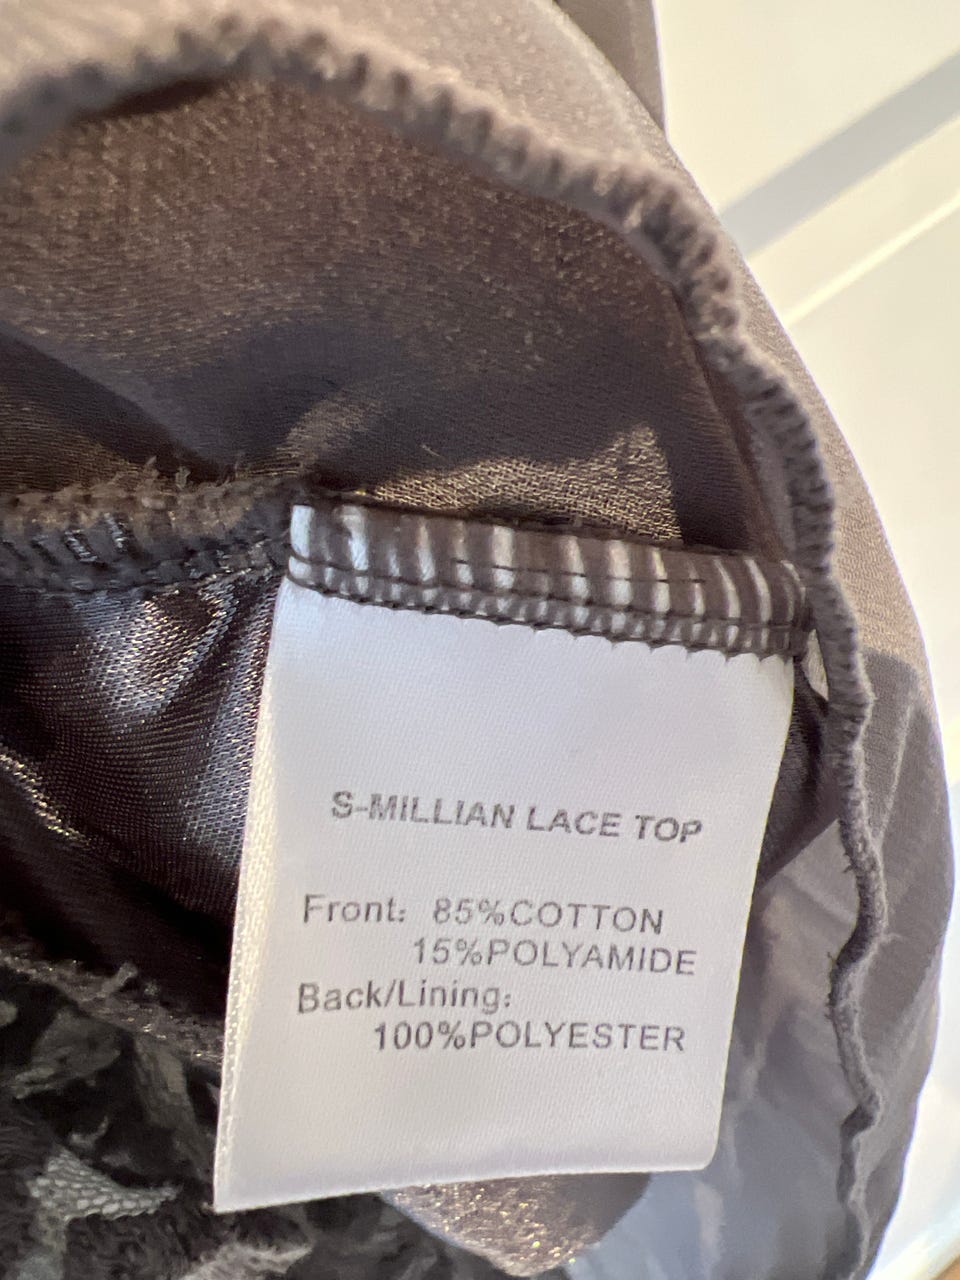 S-MILLIAN LACE TOP
Front: 85%COTTON
15%POLYAMIDE
Back/Lining:
100%POLYESTER